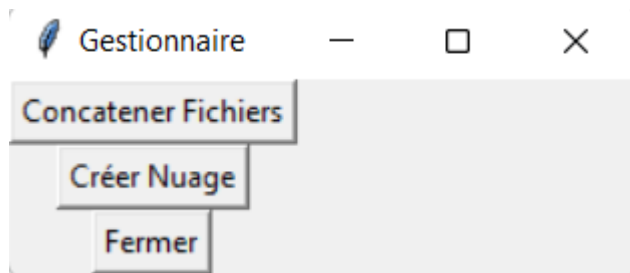 Gestionnaire
Concatener Fichiers
Créer Nuage
Fermer